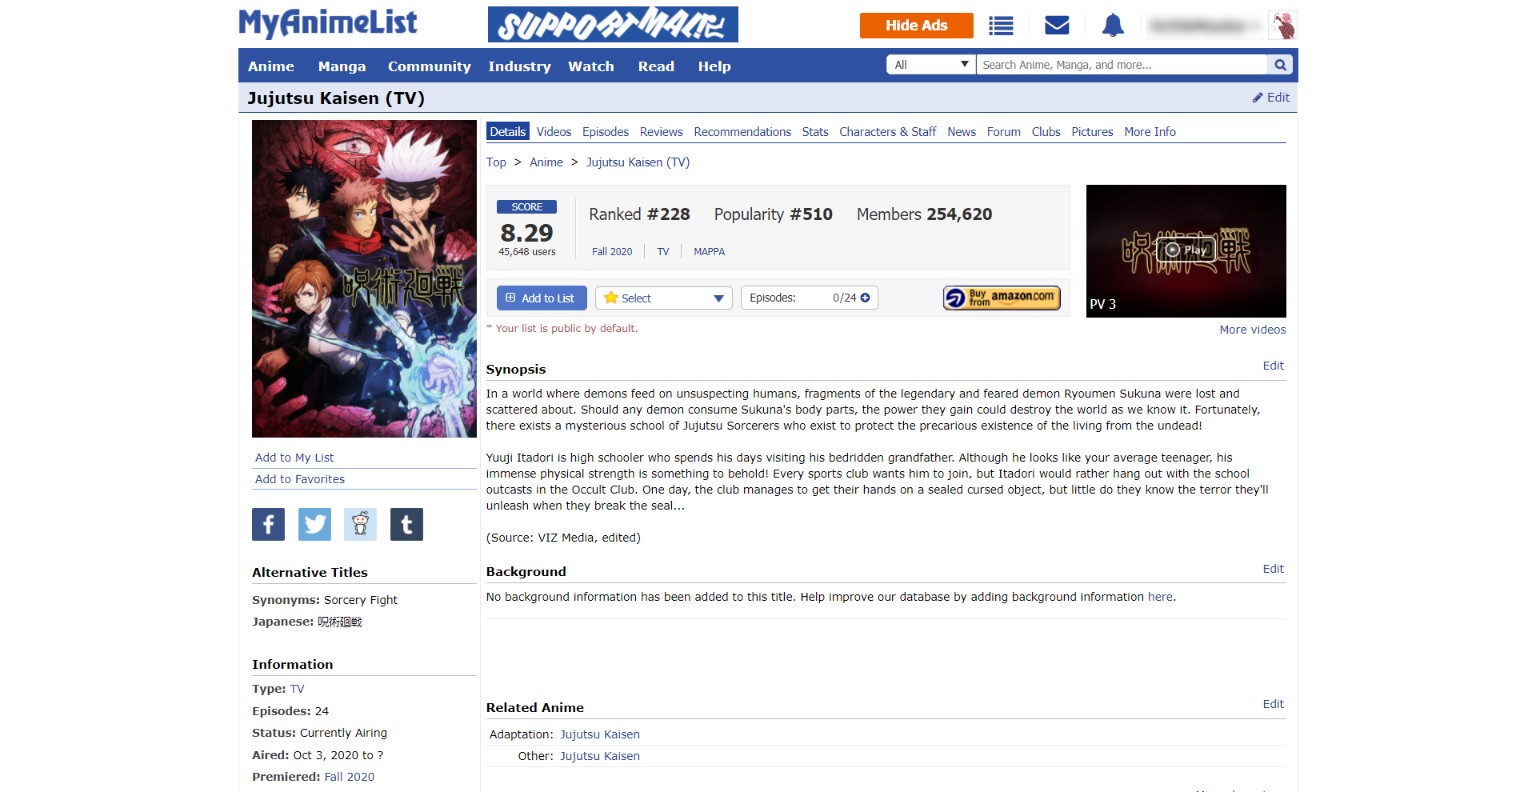 MyAnimeList
SUPPORT MAL!
Hide Ads
Anime Manga Community Industry Watch Read Help
All
Search Anime, Manga, and more...
Jujutsu Kaisen (TV)
Edit
Details Videos Episodes Reviews Recommendations Stats Characters & Staff News Forum Clubs Pictures More Info
Top > Anime > Jujutsu Kaisen (TV)
SCORE
8.29
45,648 users
Ranked #228 Popularity #510 Members 254,620
Fall 2020 TV MAPPA
Add to List
Select
Episodes: 0/24
Buy from amazon.com
* Your list is public by default.
呪術廻戦
Play
PV 3
More videos
Synopsis
Edit
In a world where demons feed on unsuspecting humans, fragments of the legendary and feared demon Ryoumen Sukuna were lost and
scattered about. Should any demon consume Sukuna's body parts, the power they gain could destroy the world as we know it. Fortunately,
there exists a mysterious school of Jujutsu Sorcerers who exist to protect the precarious existence of the living from the undead!
Yuuji Itadori is high schooler who spends his days visiting his bedridden grandfather. Although he looks like your average teenager, his
immense physical strength is something to behold! Every sports club wants him to join, but Itadori would rather hang out with the school
outcasts in the Occult Club. One day, the club manages to get their hands on a sealed cursed object, but little do they know the terror they'll
unleash when they break the seal...
(Source: VIZ Media, edited)
Background
Edit
No background information has been added to this title. Help improve our database by adding background information here.
Related Anime
Edit
Adaptation: Jujutsu Kaisen
Other: Jujutsu Kaisen
呪術廻戦
Add to My List
Add to Favorites
Alternative Titles
Synonyms: Sorcery Fight
Japanese: 呪術廻戦
Information
Type: TV
Episodes: 24
Status: Currently Airing
Aired: Oct 3, 2020 to ?
Premiered: Fall 2020